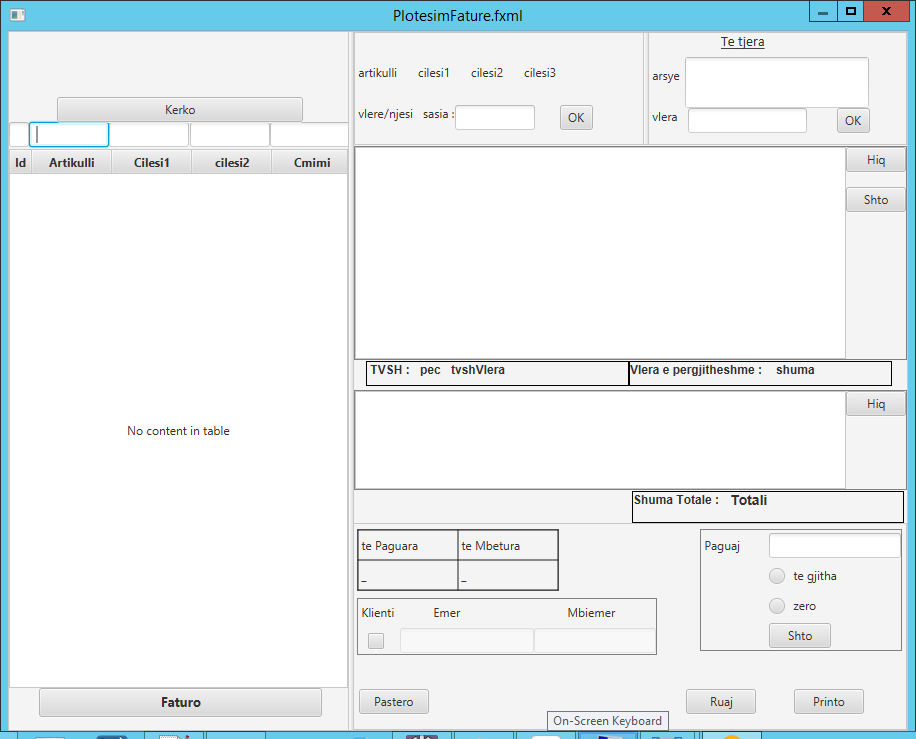 PlotesimFature.fxml
Kerko
Id Artikulli Cilesi1 cilesi2 Cmimi
No content in table
Faturo
artikulli cilesi1 cilesi2 cilesi3
vlere/njesi sasia : OK
Te tjera
arsye
vlera OK
Hiq
Shto
TVSH : pec tvshVlera Vlera e pergjitheshme : shuma
Hiq
Shuma Totale : Totali
te Paguara te Mbetura
_ _
Klienti Emer Mbiemer
Paguaj
te gjitha
zero
Shto
Pastero Ruaj Printo
On-Screen Keyboard